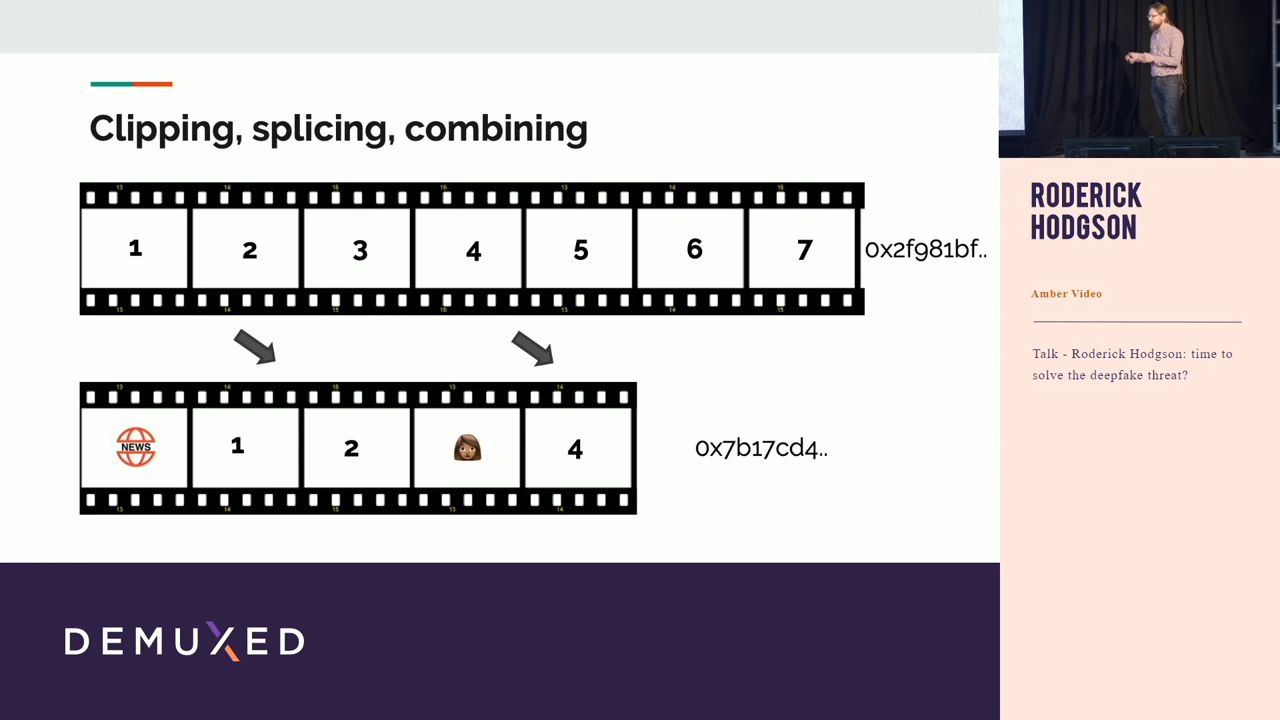 Clipping, splicing, combining
1 2 3 4 5 6 7 0x2f981bf..
NEWS 1 2 4 0x7b17cd4..
DEMUXED
RODERICK
HODGSON
Amber Video
Talk - Roderick Hodgson: time to
solve the deepfake threat?